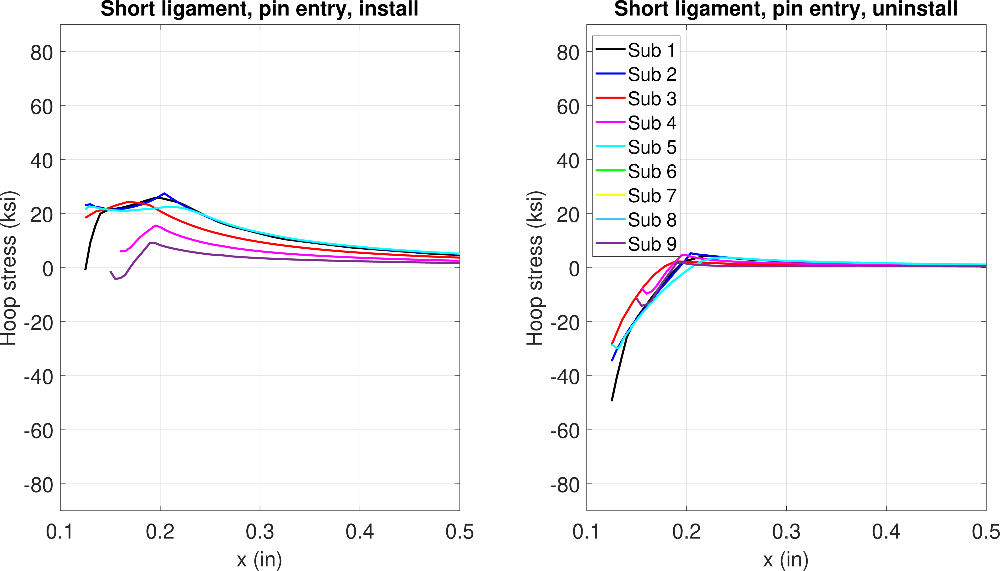 Short ligament, pin entry, install
80
60
40
20
0
-20
-40
-60
-80
0.1 0.2 0.3 0.4 0.5
Hoop stress (ksi)
x (in)
Short ligament, pin entry, uninstall
80
60
40
20
0
-20
-40
-60
-80
0.1 0.2 0.3 0.4 0.5
Hoop stress (ksi)
x (in)
Sub 1
Sub 2
Sub 3
Sub 4
Sub 5
Sub 6
Sub 7
Sub 8
Sub 9